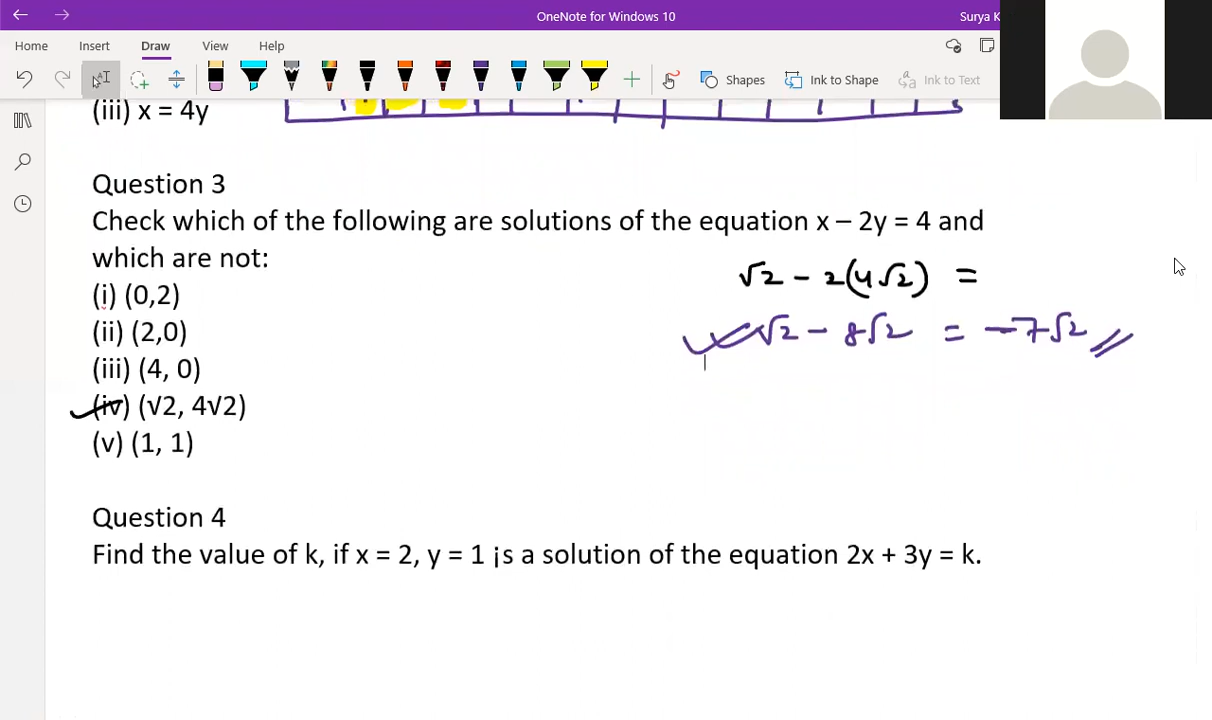 OneNote for Windows 10
Surya K
Home Insert Draw View Help
Shapes Ink to Shape Ink to Text
(iii) x = 4y
Question 3
Check which of the following are solutions of the equation x – 2y = 4 and
which are not:
(i) (0,2)
(ii) (2,0)
(iii) (4, 0)
(iv) (√2, 4√2)
(v) (1, 1)
√2 – 2(4√2) =
√2 – 8√2 = –7√2
Question 4
Find the value of k, if x = 2, y = 1 ¡s a solution of the equation 2x + 3y = k.